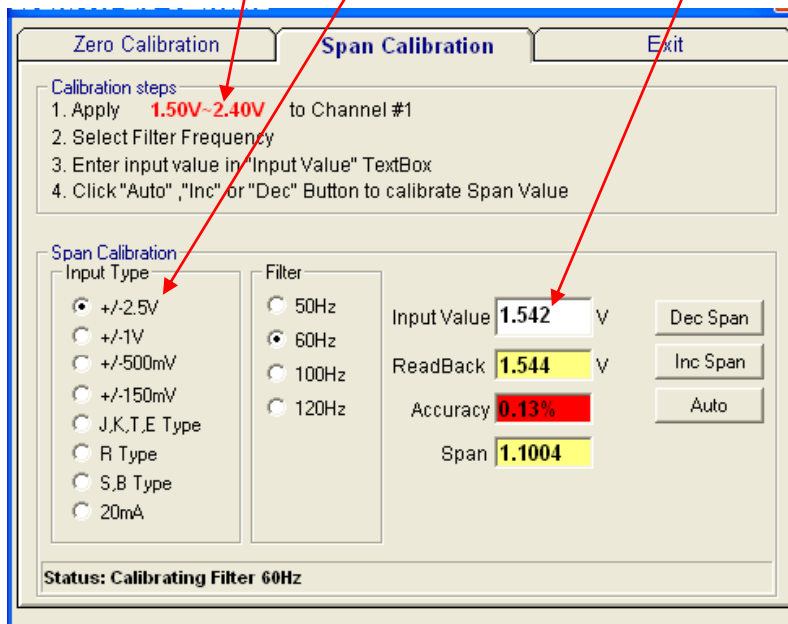 Zero Calibration Span Calibration Exit
Calibration steps
1. Apply 1.50V~2.40V to Channel #1
2. Select Filter Frequency
3. Enter input value in "Input Value" TextBox
4. Click "Auto" ,"Inc" or "Dec" Button to calibrate Span Value
Span Calibration
Input Type
+/-2.5V
+/-1V
+/-500mV
+/-150mV
J,K,T,E Type
R Type
S,B Type
20mA
Filter
50Hz
60Hz
100Hz
120Hz
Input Value 1.542 V
ReadBack 1.544 V
Accuracy 0.13%
Span 1.1004
Dec Span
Inc Span
Auto
Status: Calibrating Filter 60Hz